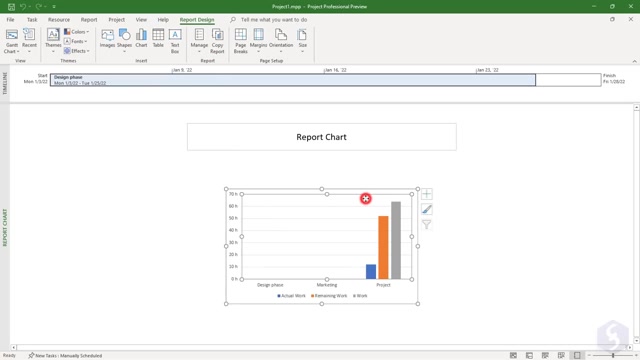 Project1.mpp - Project Professional Preview
File Task Resource Report Project View Help Report Design Tell me what you want to do
Gantt Chart Recent Themes Colors Fonts Effects Images Shapes Chart Table Text Box Manage Copy Report Page Breaks Margins Orientation Size
View Themes Insert Report Page Setup
TIMELINE
Jan 9, '22 Jan 16, '22 Jan 23, '22
Start
Mon 1/3/22
Design phase
Mon 1/3/22 - Tue 1/25/22
Finish
Fri 1/28/22
REPORT CHART
Report Chart
70 h
60 h
50 h
40 h
30 h
20 h
10 h
0 h
Design phase Marketing Project
Actual Work Remaining Work Work
Ready New Tasks : Manually Scheduled